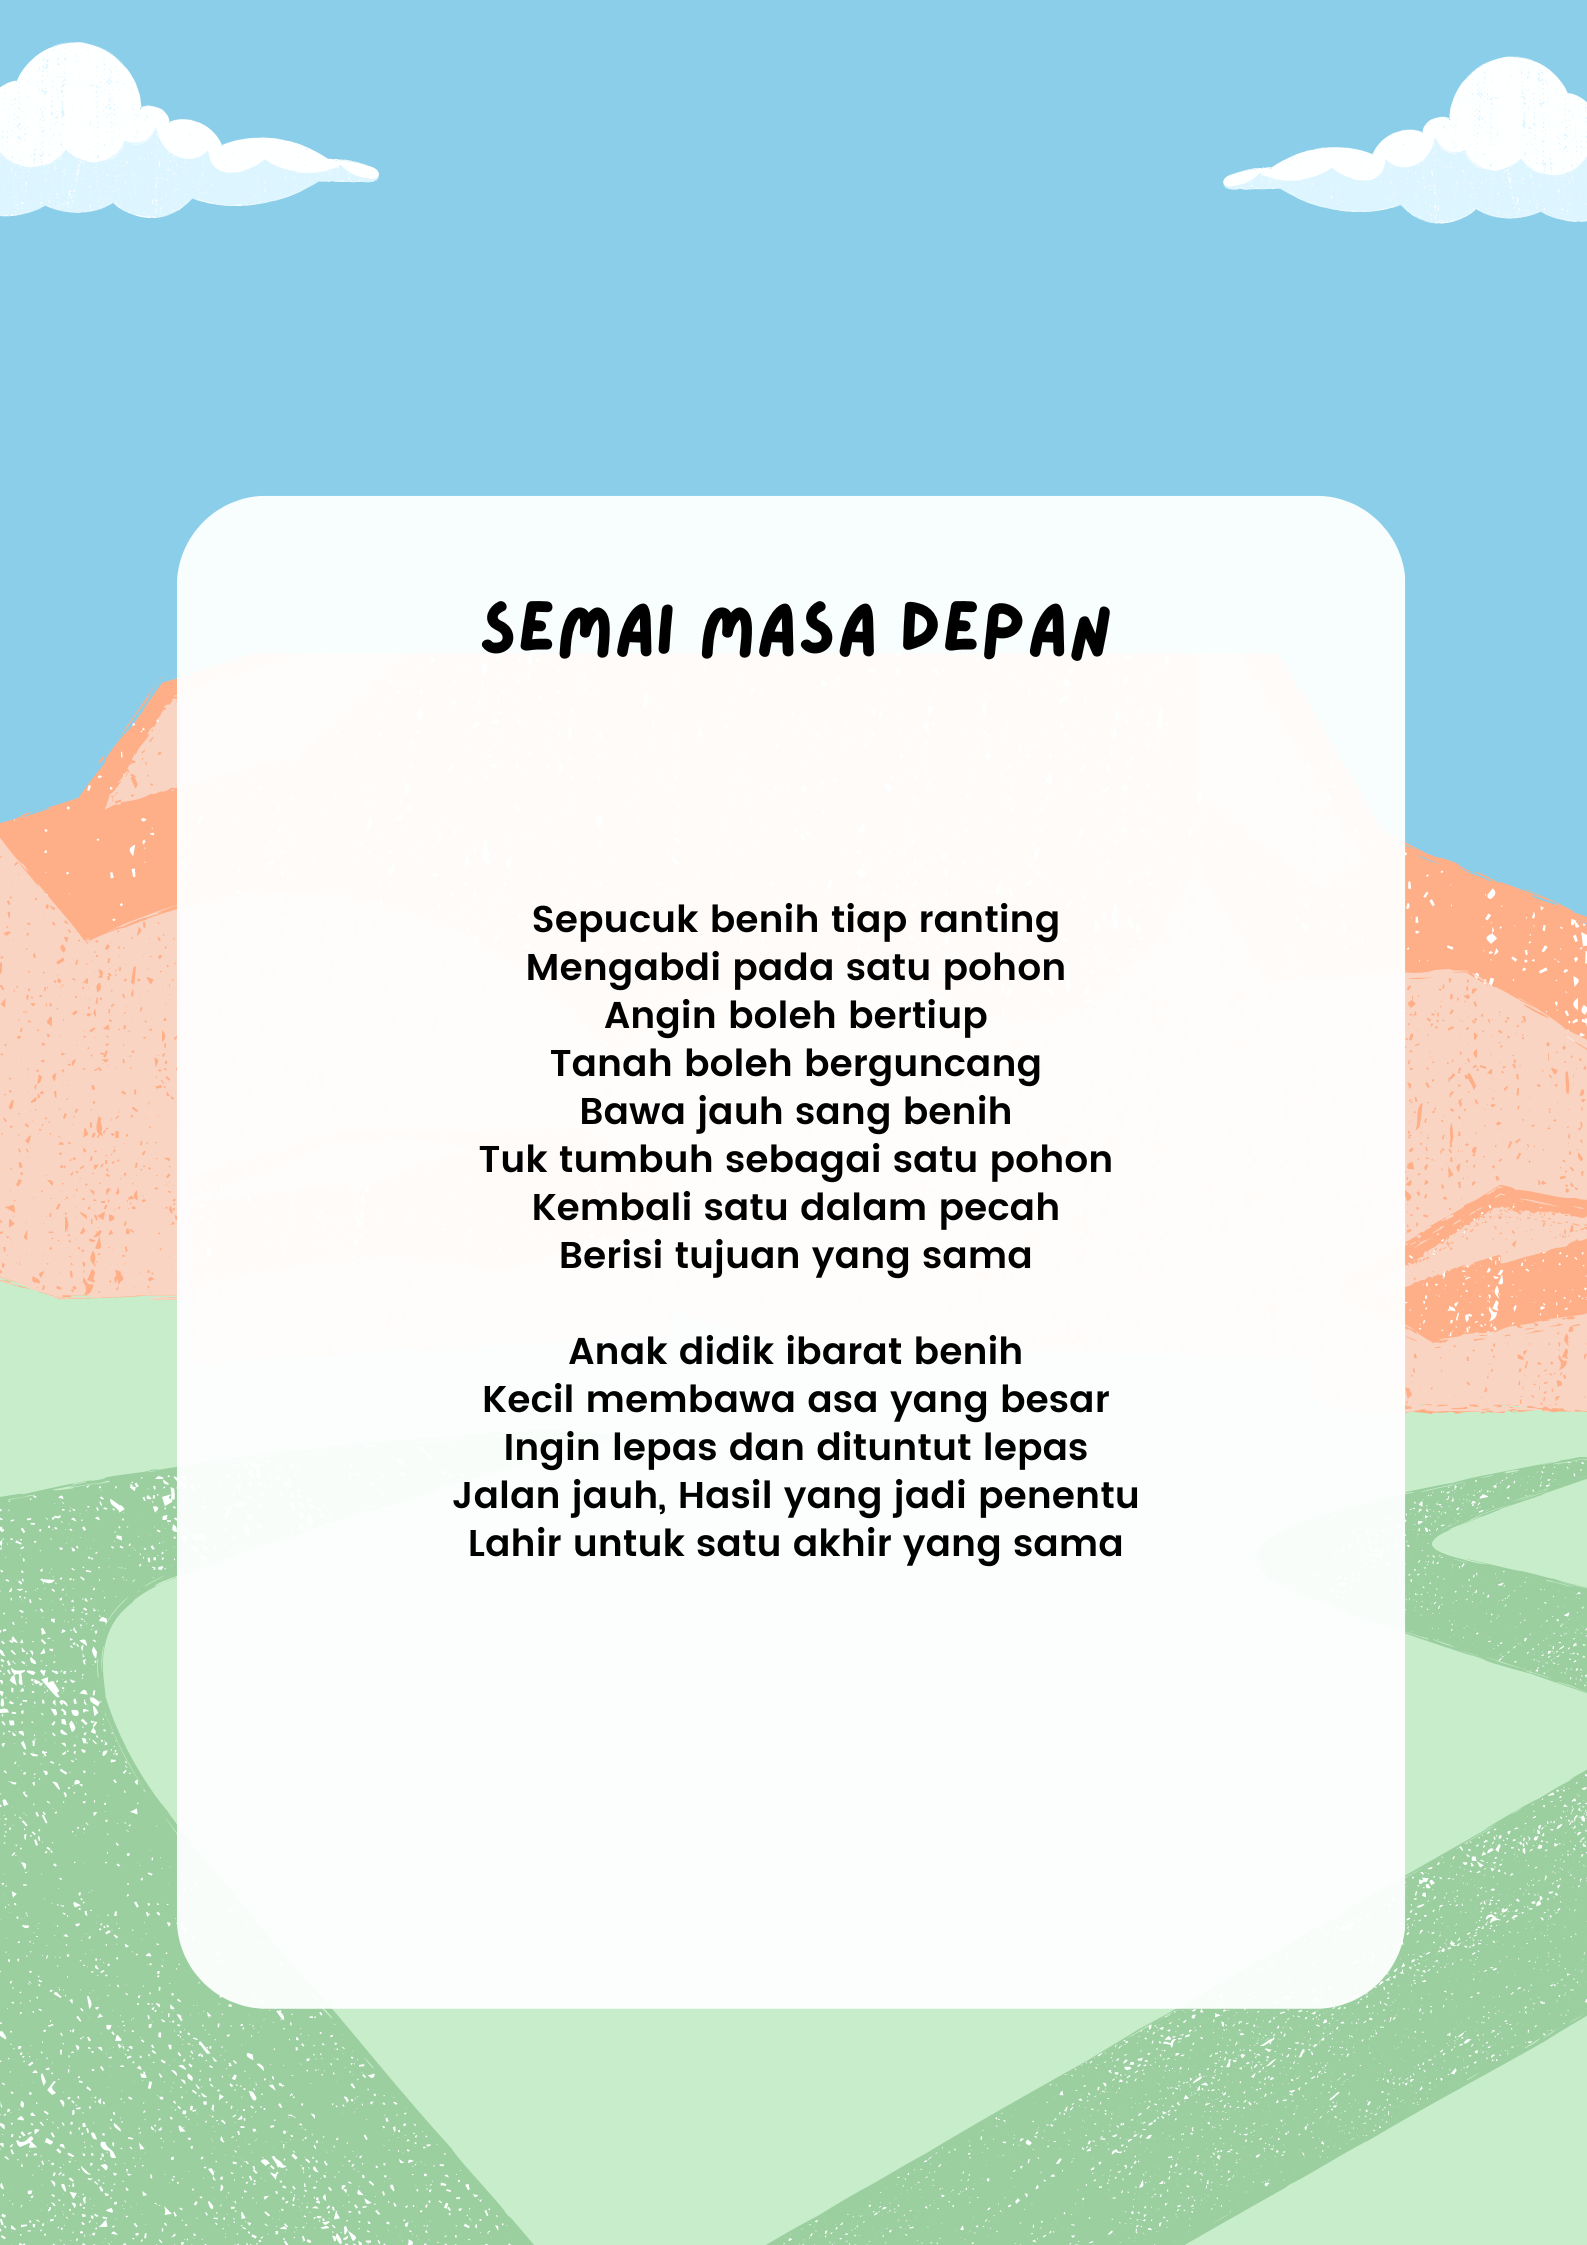 SEMAI MASA DEPAN
Sepucuk benih tiap ranting
Mengabdi pada satu pohon
Angin boleh bertiup
Tanah boleh berguncang
Bawa jauh sang benih
Tuk tumbuh sebagai satu pohon
Kembali satu dalam pecah
Berisi tujuan yang sama
Anak didik ibarat benih
Kecil membawa asa yang besar
Ingin lepas dan dituntut lepas
Jalan jauh, Hasil yang jadi penentu
Lahir untuk satu akhir yang sama